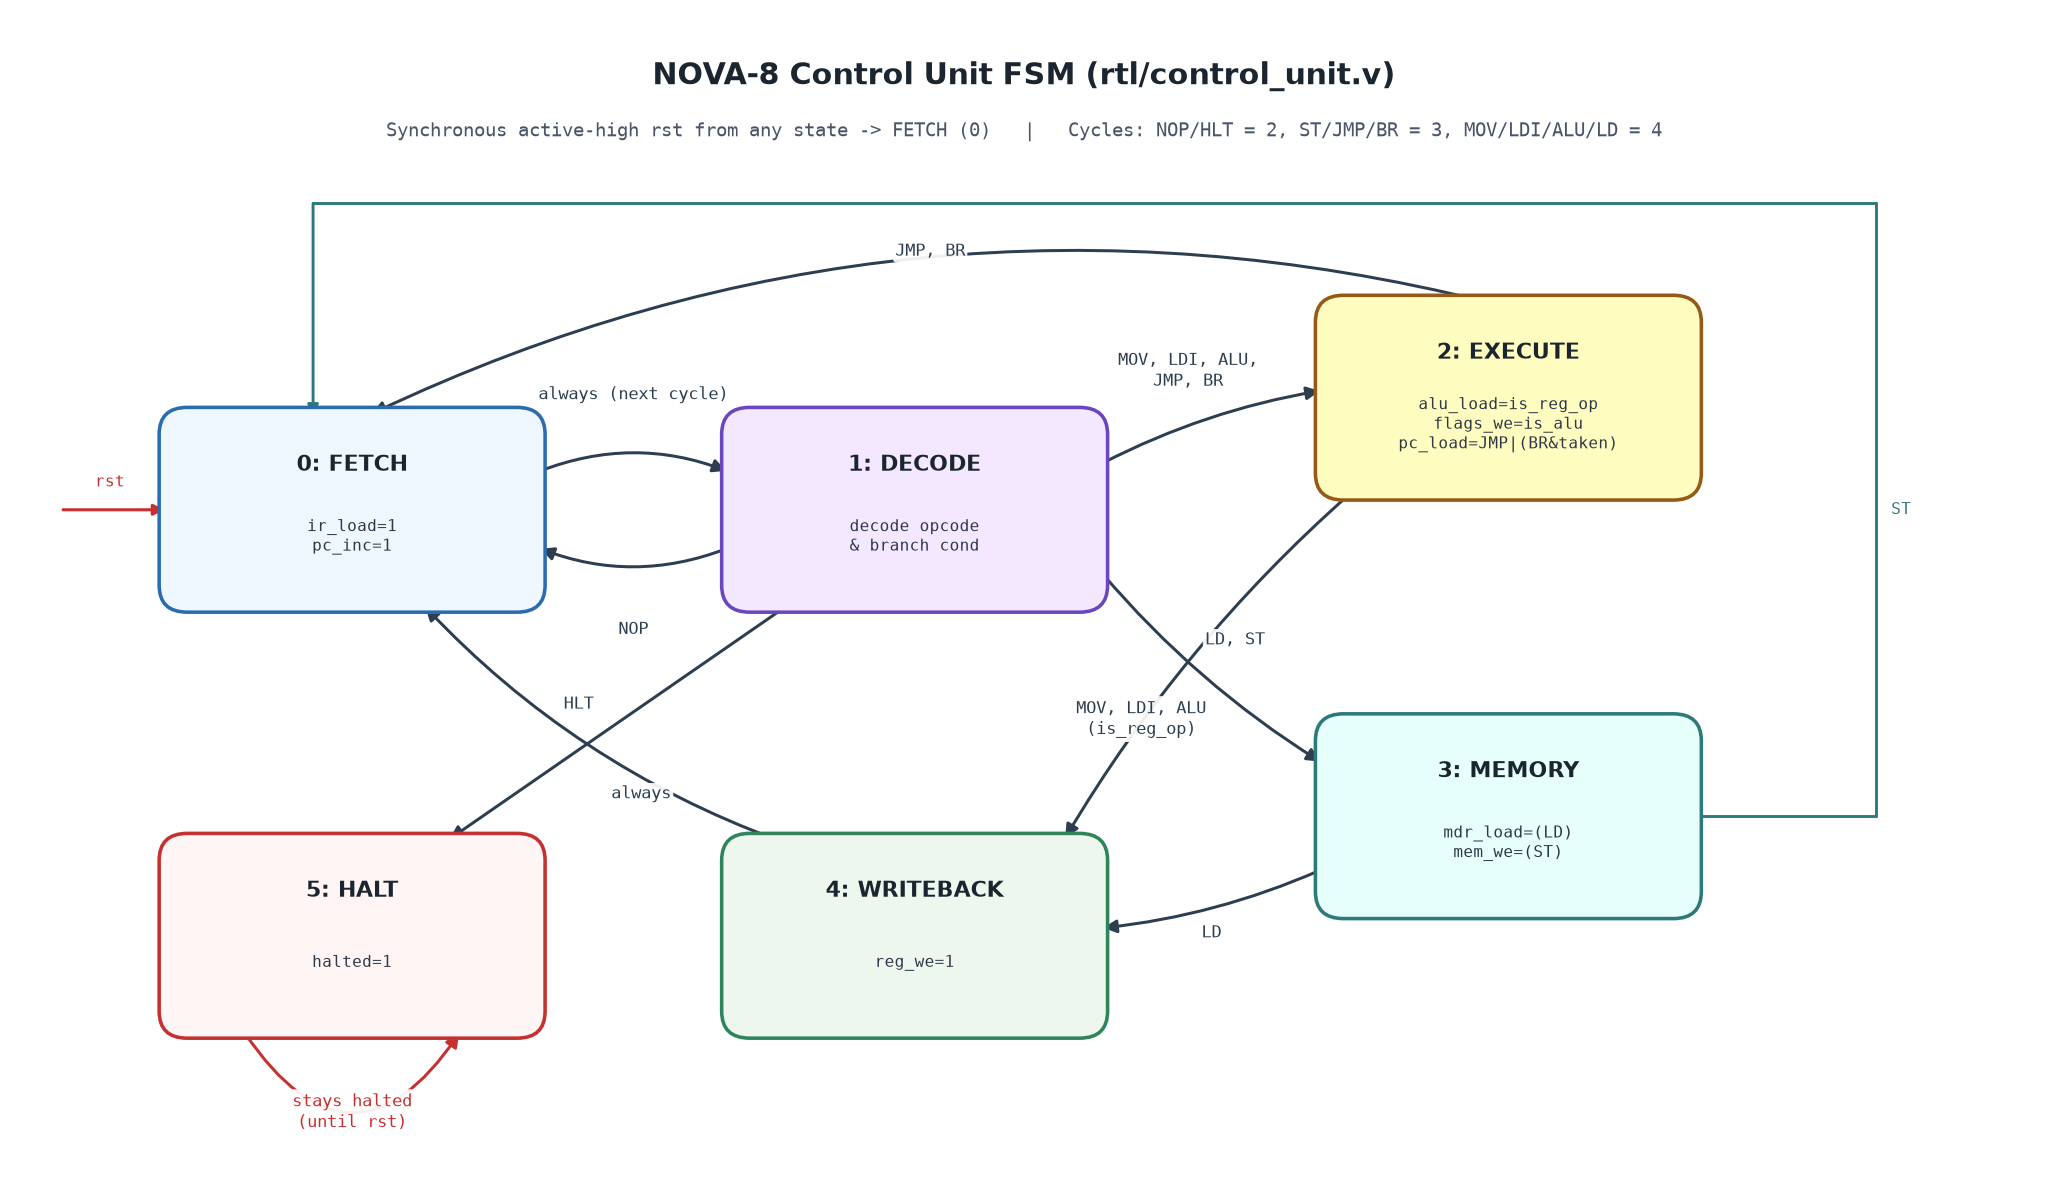 NOVA-8 Control Unit FSM (rtl/control_unit.v)
Synchronous active-high rst from any state -> FETCH (0)   |   Cycles: NOP/HLT = 2, ST/JMP/BR = 3, MOV/LDI/ALU/LD = 4
JMP, BR
2: EXECUTE
alu_load=is_reg_op
flags_we=is_alu
pc_load=JMP|(BR&taken)
MOV, LDI, ALU,
JMP, BR
always (next cycle)
rst
0: FETCH
ir_load=1
pc_inc=1
1: DECODE
decode opcode
& branch cond
ST
NOP
LD, ST
HLT
MOV, LDI, ALU
(is_reg_op)
always
3: MEMORY
mdr_load=(LD)
mem_we=(ST)
5: HALT
halted=1
4: WRITEBACK
reg_we=1
LD
stays halted
(until rst)